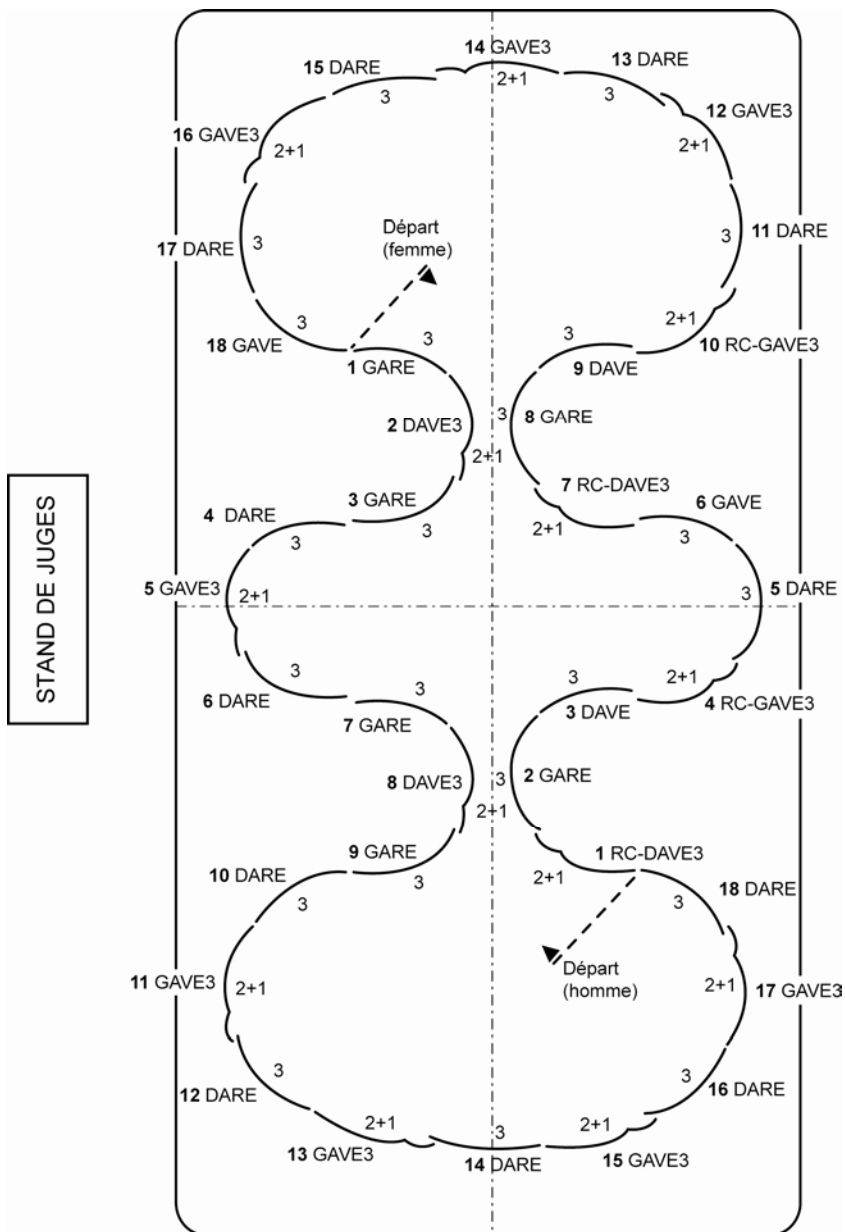 14 GAVE3
15 DARE
13 DARE
2+1
3
3
12 GAVE3
16 GAVE3
2+1
2+1
Départ
(femme)
17 DARE
3
3
11 DARE
3
2+1
18 GAVE
3
3
10 RC-GAVE3
1 GARE
9 DAVE
2 DAVE3
3
8 GARE
2+1
7 RC-DAVE3
3 GARE
6 GAVE
4 DARE
3
3
2+1
3
5 GAVE3
2+1
3
5 DARE
STAND DE JUGES
3
3
3
2+1
6 DARE
7 GARE
3 DAVE
4 RC-GAVE3
8 DAVE3
3
2 GARE
2+1
9 GARE
1 RC-DAVE3
10 DARE
3
3
2+1
18 DARE
3
Départ
(homme)
11 GAVE3
2+1
2+1
17 GAVE3
3
3
12 DARE
16 DARE
2+1
3
2+1
13 GAVE3
14 DARE
15 GAVE3